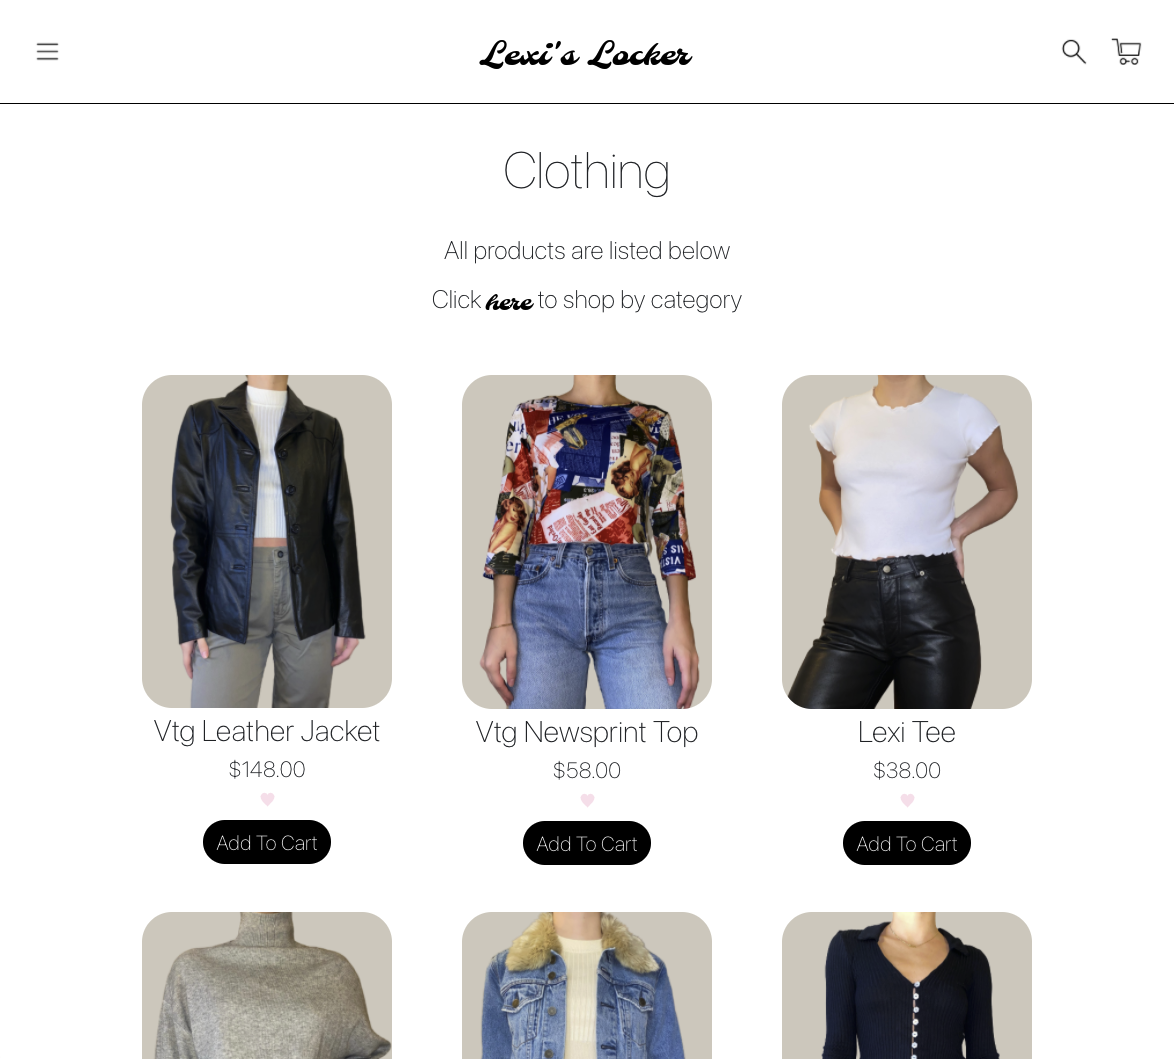 Lexi's Locker
Clothing
All products are listed below
Click here to shop by category
Vtg Leather Jacket
$148.00
Add To Cart
Vtg Newsprint Top
$58.00
Add To Cart
Lexi Tee
$38.00
Add To Cart